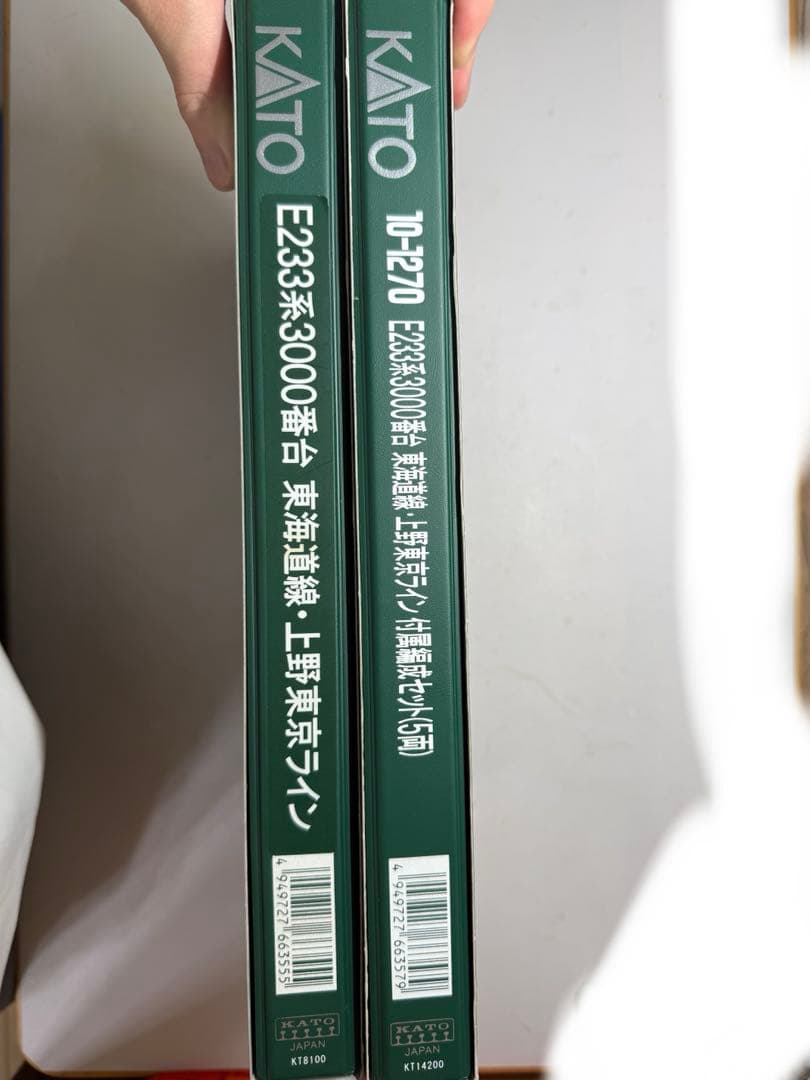 KATO
E233系3000番台 東海道線・上野東京ライン
4 949727 663555
KATO
JAPAN
KT8100
KATO
10-1270 E233系3000番台 東海道線・上野東京ライン 付属編成セット(5両)
4 949727 663579
KATO
JAPAN
KT14200